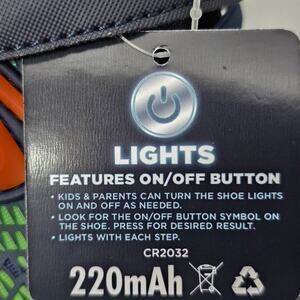 LIGHTS
FEATURES ON/OFF BUTTON
• KIDS & PARENTS CAN TURN THE SHOE LIGHTS
ON AND OFF AS NEEDED.
• LOOK FOR THE ON/OFF BUTTON SYMBOL ON
THE SHOE. PRESS FOR DESIRED RESULT.
• LIGHTS WITH EACH STEP.
CR2032
220mAh